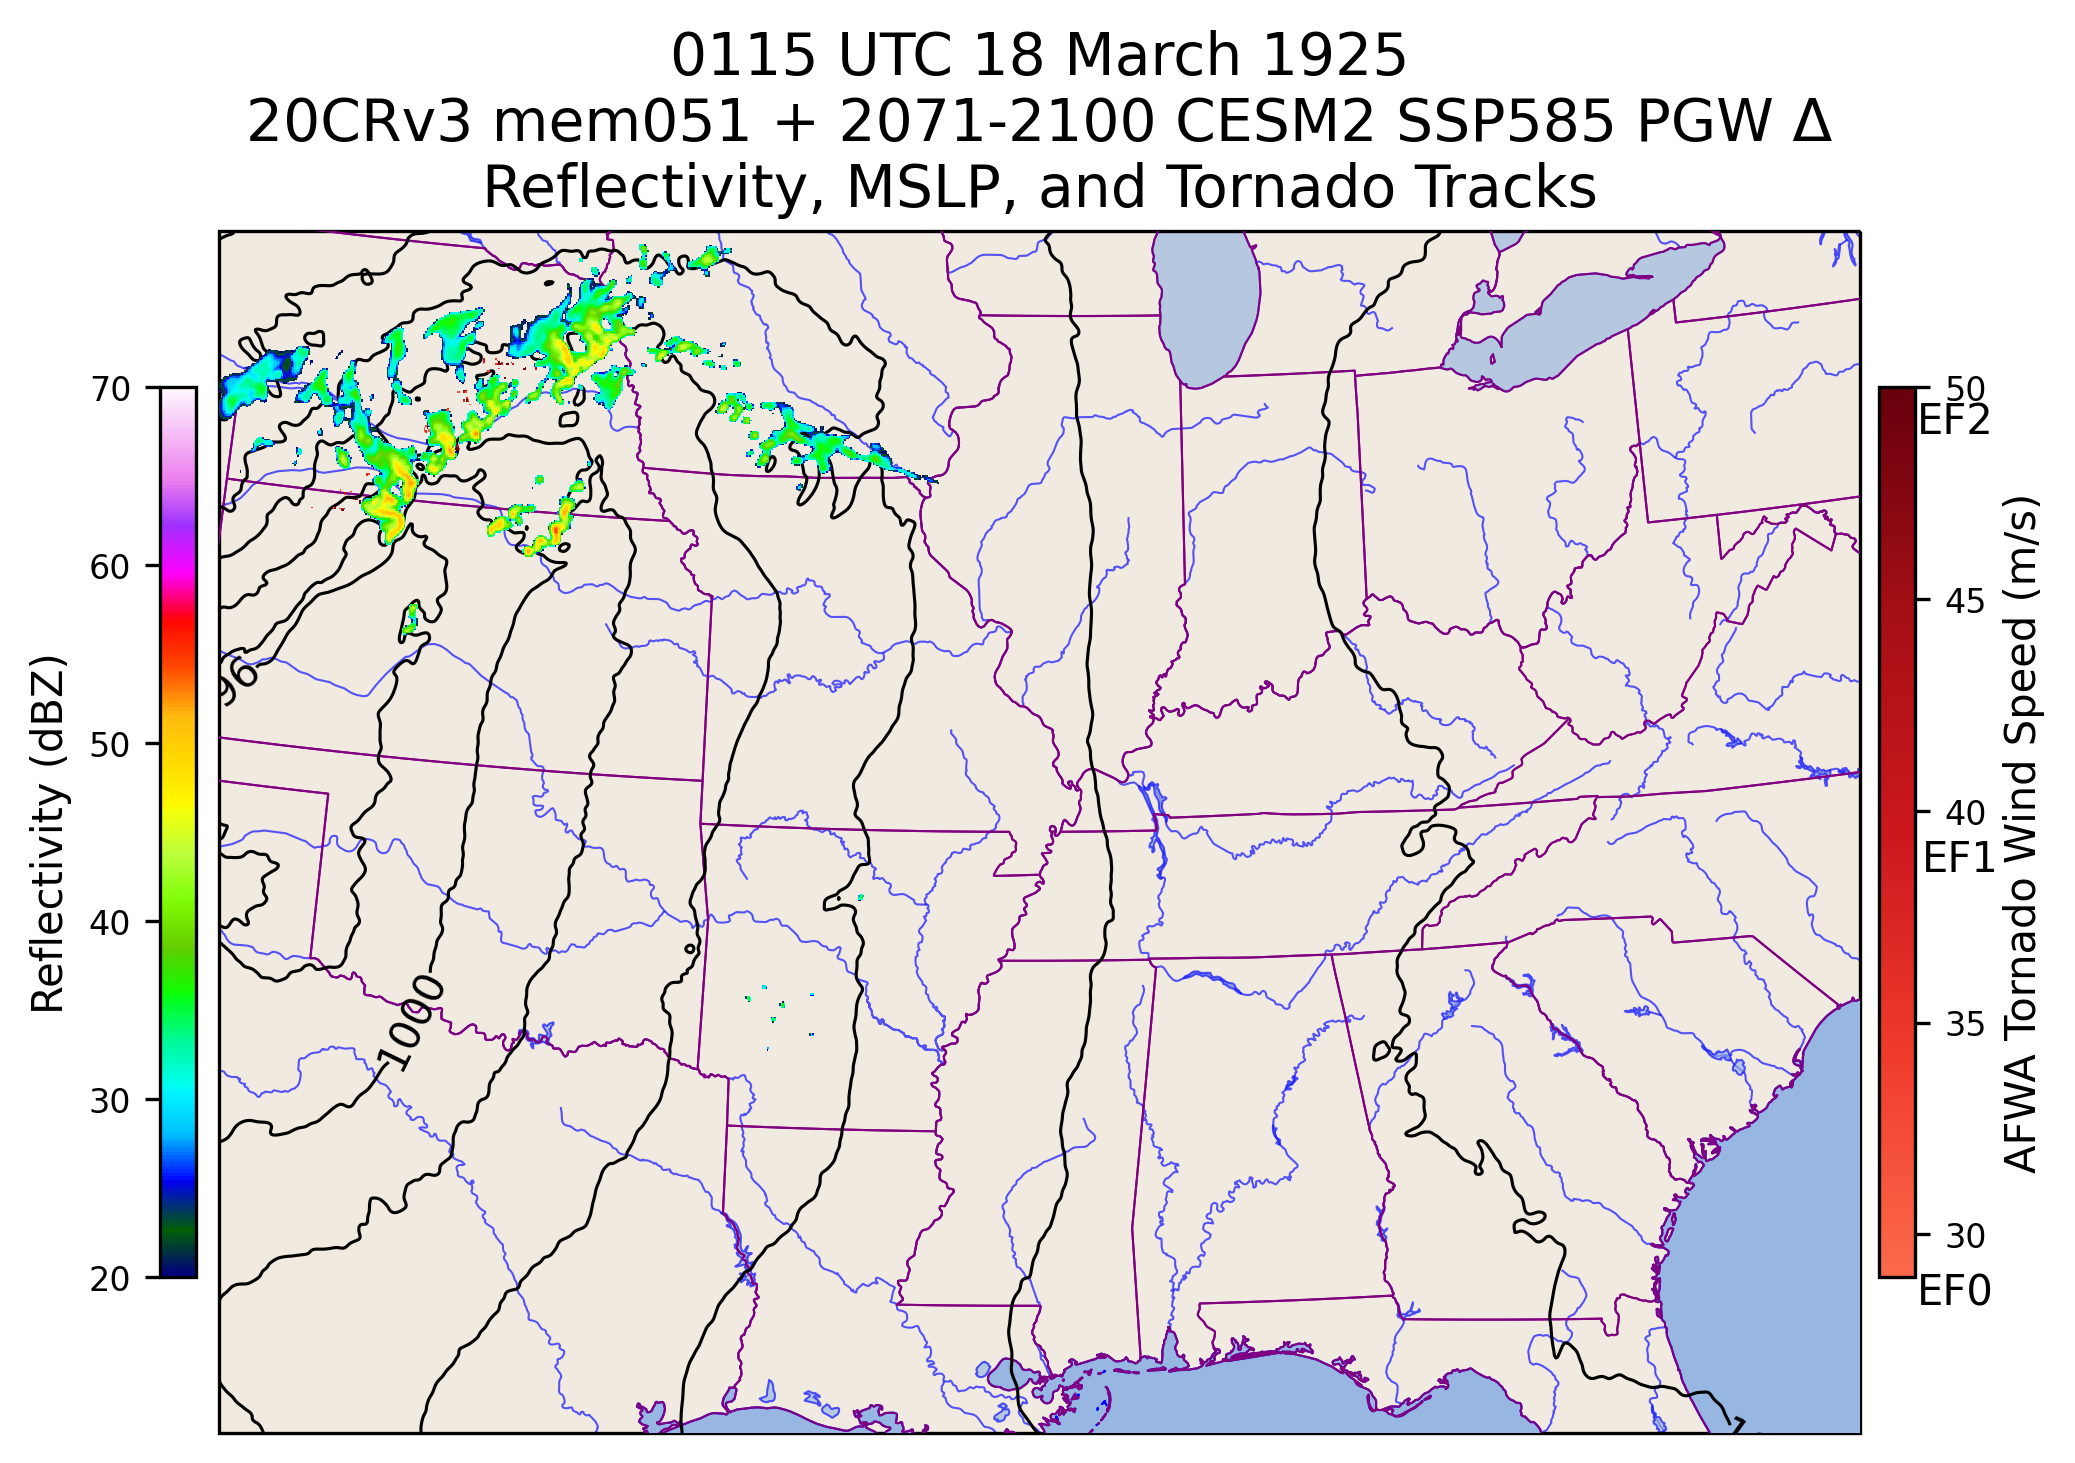 0115 UTC 18 March 1925
20CRv3 mem051 + 2071-2100 CESM2 SSP585 PGW Δ
Reflectivity, MSLP, and Tornado Tracks
70
60
50
40
30
20
Reflectivity (dBZ)
96
1000
50
EF2
45
40
EF1
35
30
EF0
AFWA Tornado Wind Speed (m/s)